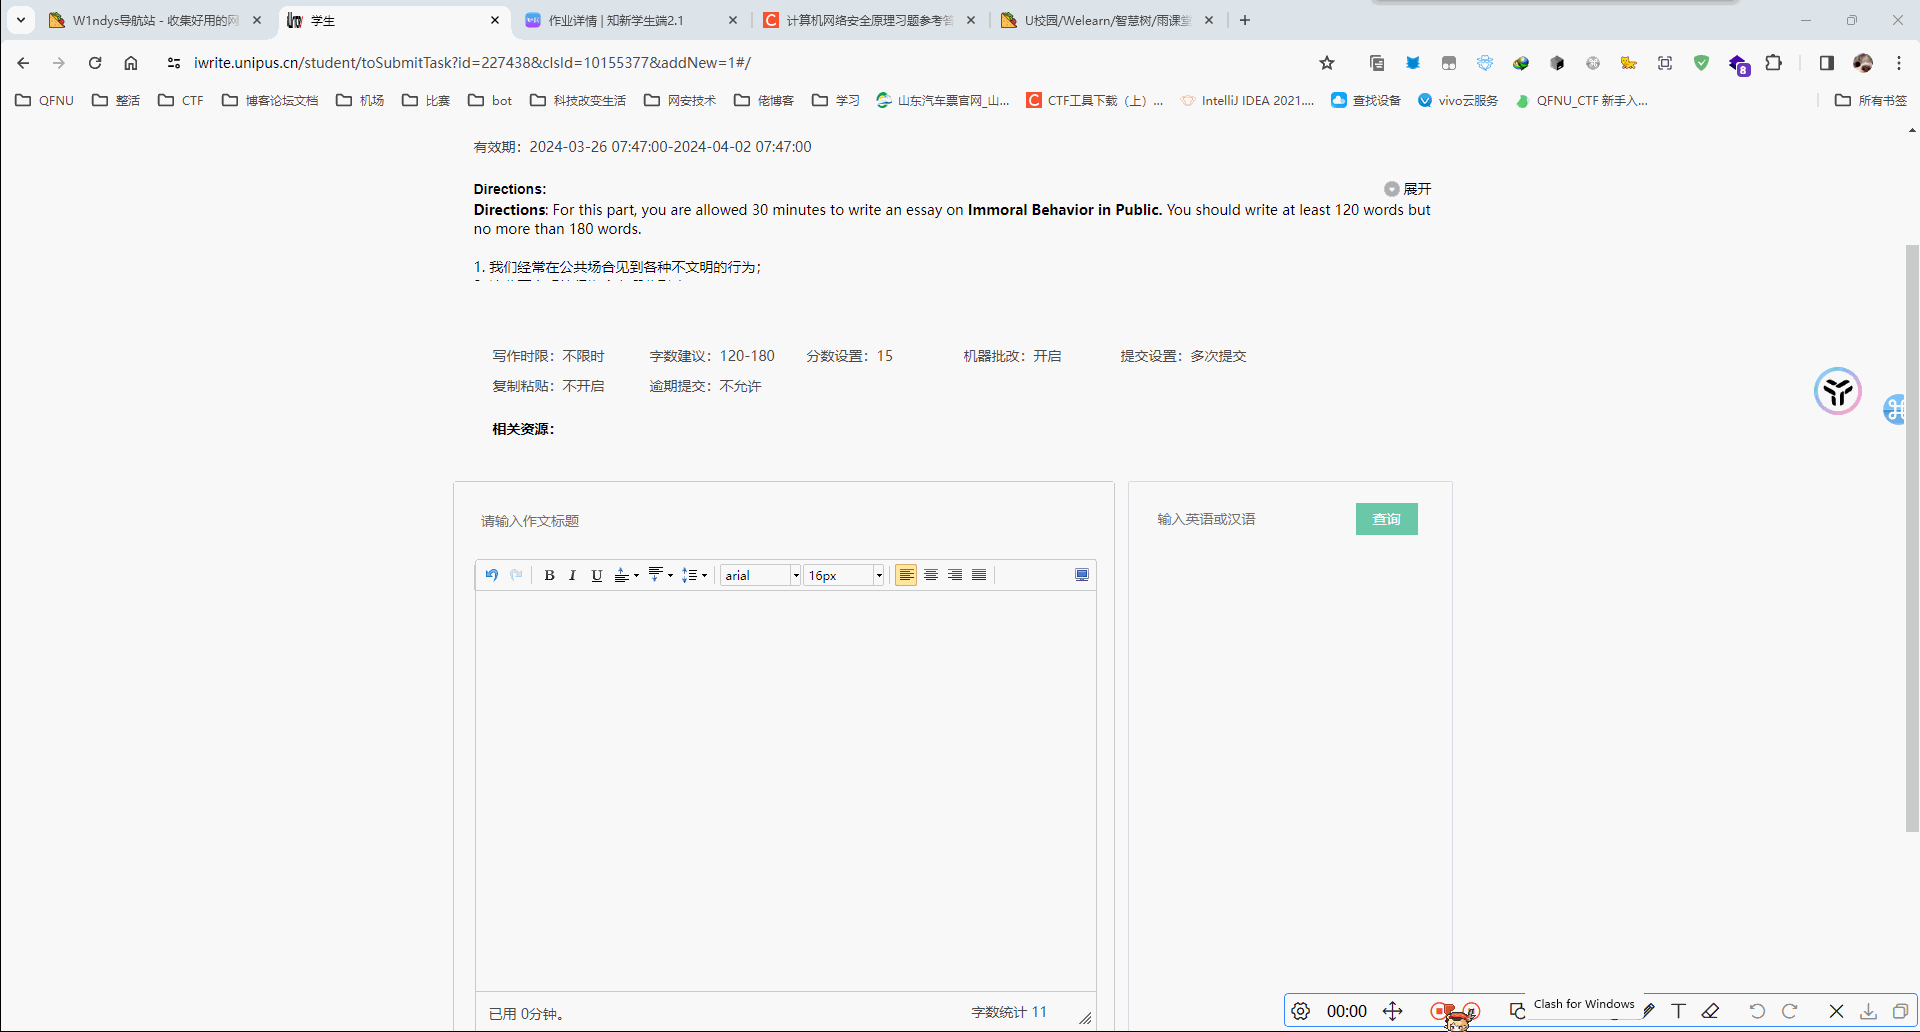 W1ndys导航站 - 收集好用的网
学生
作业详情 | 知新学生端2.1
计算机网络安全原理习题参考答
U校园/Welearn/智慧树/雨课堂
iwrite.unipus.cn/student/toSubmitTask?id=227438&clsId=10155377&addNew=1#/
8
QFNU
整活
CTF
博客论坛文档
机场
比赛
bot
科技改变生活
网安技术
佬博客
学习
山东汽车票官网_山...
CTF工具下载（上）...
IntelliJ IDEA 2021....
查找设备
vivo云服务
QFNU_CTF 新手入...
所有书签
有效期：2024-03-26 07:47:00-2024-04-02 07:47:00
Directions:
展开
Directions: For this part, you are allowed 30 minutes to write an essay on Immoral Behavior in Public. You should write at least 120 words but
no more than 180 words.
1. 我们经常在公共场合见到各种不文明的行为；
写作时限：不限时
字数建议：120-180
分数设置：15
机器批改：开启
提交设置：多次提交
复制粘贴：不开启
逾期提交：不允许
相关资源：
请输入作文标题
输入英语或汉语
查询
B I U
arial
16px
已用 0分钟。
字数统计 11
00:00
Clash for Windows